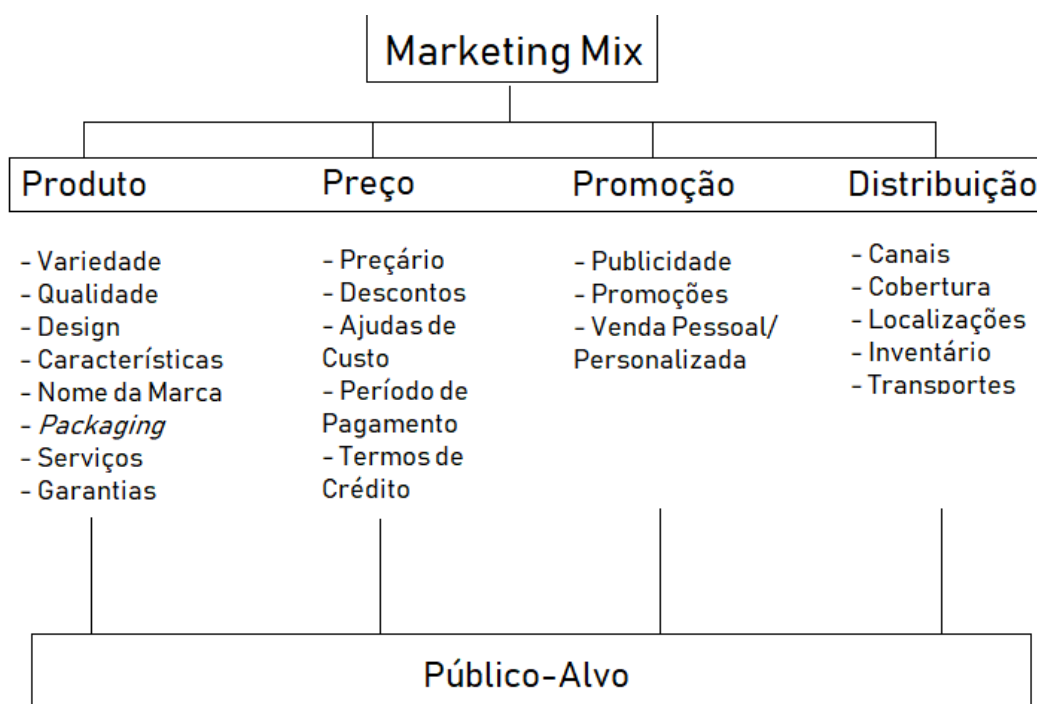 Marketing Mix
Produto
Preço
Promoção
Distribuição
- Variedade
- Qualidade
- Design
- Características
- Nome da Marca
- Packaging
- Serviços
- Garantias
- Preçário
- Descontos
- Ajudas de
Custo
- Período de
Pagamento
- Termos de
Crédito
- Publicidade
- Promoções
- Venda Pessoal/
Personalizada
- Canais
- Cobertura
- Localizações
- Inventário
- Transportes
Público-Alvo